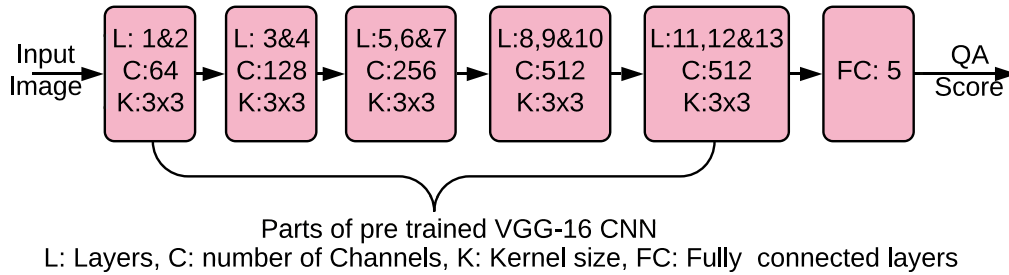 Input
Image
L: 1&2
C:64
K:3x3
L: 3&4
C:128
K:3x3
L:5,6&7
C:256
K:3x3
L:8,9&10
C:512
K:3x3
L:11,12&13
C:512
K:3x3
FC: 5
QA
Score
Parts of pre trained VGG-16 CNN
L: Layers, C: number of Channels, K: Kernel size, FC: Fully connected layers